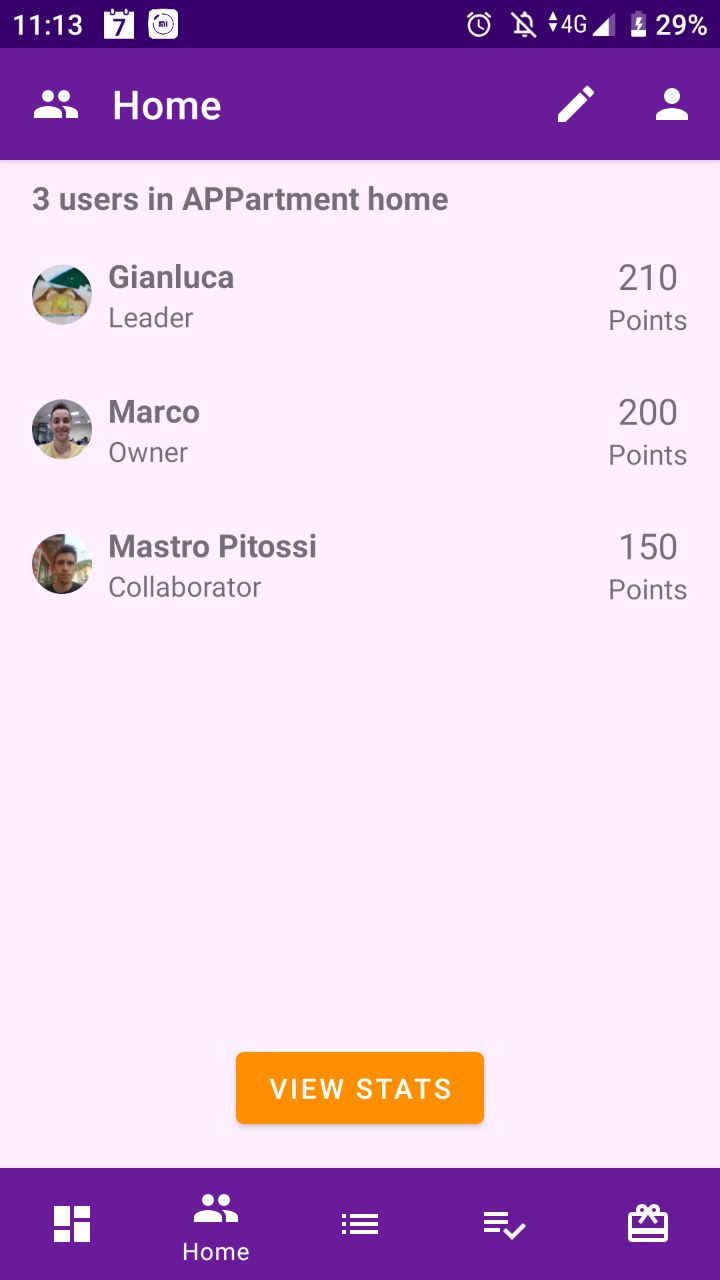 11:13 7 4G 29%
Home
3 users in APPartment home
Gianluca
Leader
210
Points
Marco
Owner
200
Points
Mastro Pitossi
Collaborator
150
Points
VIEW STATS
Home